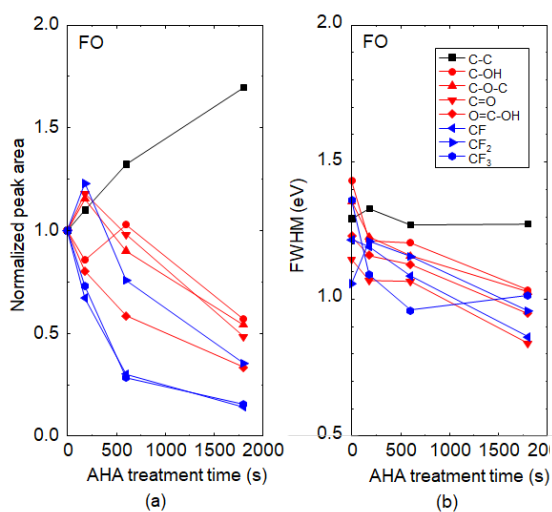 FO
2.0
1.5
1.0
0.5
0.0
Normalized peak area
0 500 1000 1500 2000
AHA treatment time (s)
(a)
FO
C-C
C-OH
C-O-C
C=O
O=C-OH
CF
CF₂
CF₃
2.0
1.5
1.0
0.5
FWHM (eV)
0 500 1000 1500 2000
AHA treatment time (s)
(b)